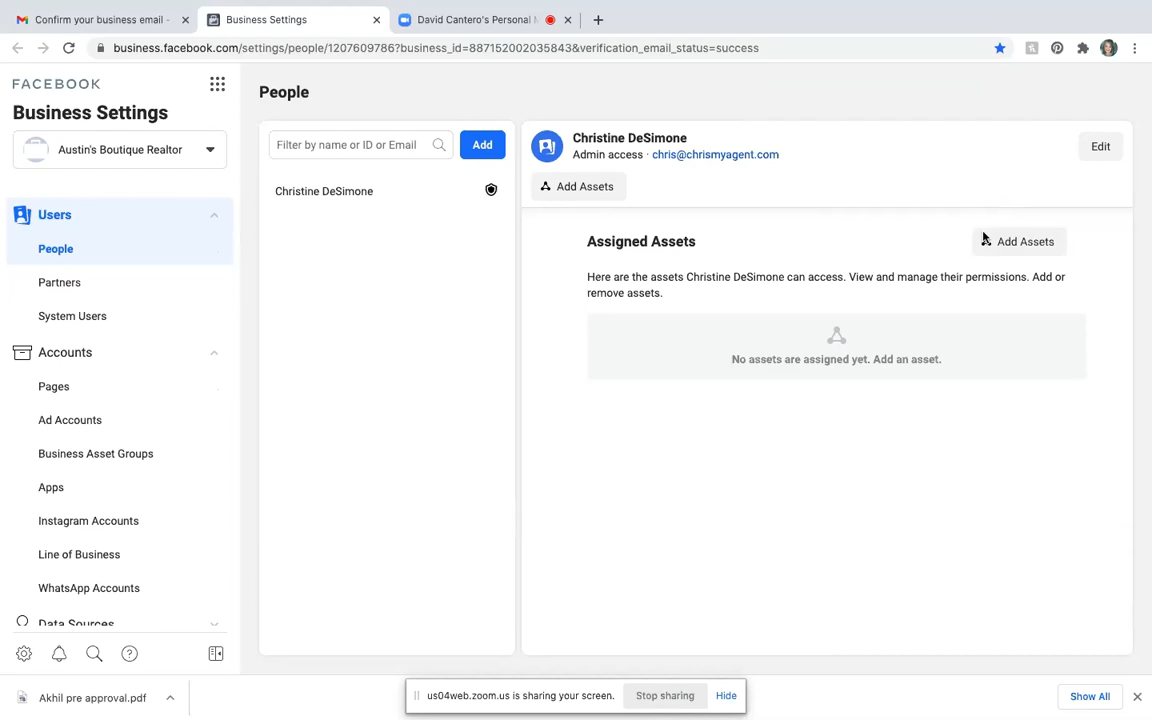 Confirm your business email -
Business Settings
David Cantero's Personal M
business.facebook.com/settings/people/1207609786?business_id=887152002035843&verification_email_status=success
FACEBOOK
Business Settings
Austin's Boutique Realtor
Users
People
Partners
System Users
Accounts
Pages
Ad Accounts
Business Asset Groups
Apps
Instagram Accounts
Line of Business
WhatsApp Accounts
Data Sources
People
Filter by name or ID or Email
Add
Christine DeSimone
Christine DeSimone
Admin access · chris@chrismyagent.com
Edit
Add Assets
Assigned Assets
Add Assets
Here are the assets Christine DeSimone can access. View and manage their permissions. Add or
remove assets.
No assets are assigned yet. Add an asset.
Akhil pre approval.pdf
us04web.zoom.us is sharing your screen.
Stop sharing
Hide
Show All